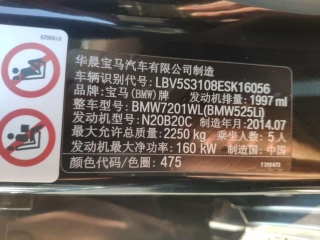 华晨宝马汽车有限公司制造
车辆识别代号: LBV5S3108ESK16056
品牌: 宝马(BMW)牌 发动机排量: 1997 ml
整车型号: BMW7201WL(BMW525Li)
发动机型号: N20B20C 制造年月: 2014.07
最大允许总质量: 2250 kg 乘坐人数: 5 人
发动机最大净功率: 160 kW 制造国: 中国
颜色代码/色圈: 475